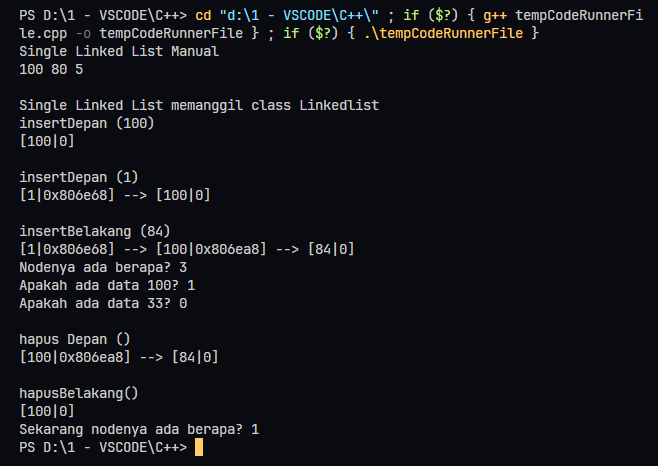 PS D:\1 - VSCODE\C++> cd "d:\1 - VSCODE\C++\" ; if ($?) { g++ tempCodeRunnerFi
le.cpp -o tempCodeRunnerFile } ; if ($?) { .\tempCodeRunnerFile }
Single Linked List Manual
100 80 5
Single Linked List memanggil class Linkedlist
insertDepan (100)
[100|0]
insertDepan (1)
[1|0x806e68] --> [100|0]
insertBelakang (84)
[1|0x806e68] --> [100|0x806ea8] --> [84|0]
Nodenya ada berapa? 3
Apakah ada data 100? 1
Apakah ada data 33? 0
hapus Depan ()
[100|0x806ea8] --> [84|0]
hapusBelakang()
[100|0]
Sekarang nodenya ada berapa? 1
PS D:\1 - VSCODE\C++>